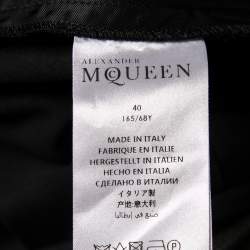 ALEXANDER
McQUEEN
40
165/68Y
MADE IN ITALY
FABRIQUE EN ITALIE
HERGESTELLT IN ITALIEN
HECHO EN ITALIA
СДЕЛАНО В ИТАЛИИ
イタリア製
产地:意大利
صنع في إيطاليا